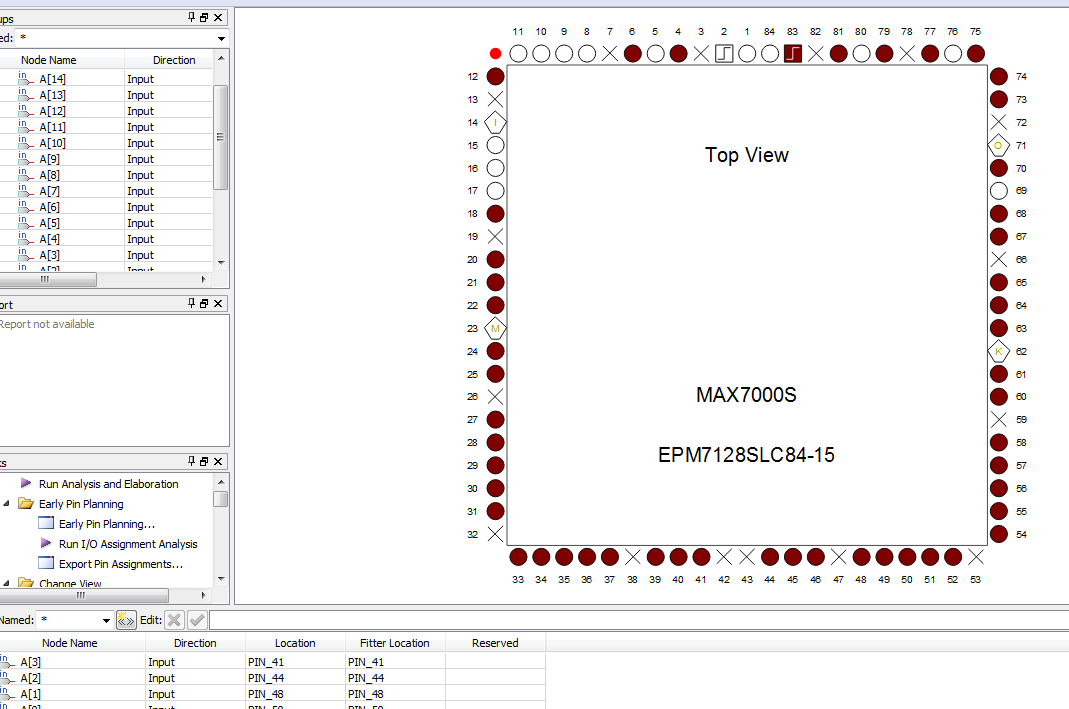 ups
ed: *
Node Name Direction
in A[14] Input
in A[13] Input
in A[12] Input
in A[11] Input
in A[10] Input
in A[9] Input
in A[8] Input
in A[7] Input
in A[6] Input
in A[5] Input
in A[4] Input
in A[3] Input
in A[2] Input
ort
Report not available
ks
Run Analysis and Elaboration
Early Pin Planning
Early Pin Planning...
Run I/O Assignment Analysis
Export Pin Assignments...
Change View
11 10 9 8 7 6 5 4 3 2 1 84 83 82 81 80 79 78 77 76 75
12 74
13 73
14 I 72
15 O 71
16 70
17 69
18 68
19 67
20 66
21 65
22 64
23 M 63
24 K 62
25 61
26 60
27 59
28 58
29 57
30 56
31 55
32 54
Top View
MAX7000S
EPM7128SLC84-15
33 34 35 36 37 38 39 40 41 42 43 44 45 46 47 48 49 50 51 52 53
Named: * Edit:
Node Name Direction Location Fitter Location Reserved
in A[3] Input PIN_41 PIN_41
in A[2] Input PIN_44 PIN_44
in A[1] Input PIN_48 PIN_48
in A[0] Input PIN_50 PIN_50